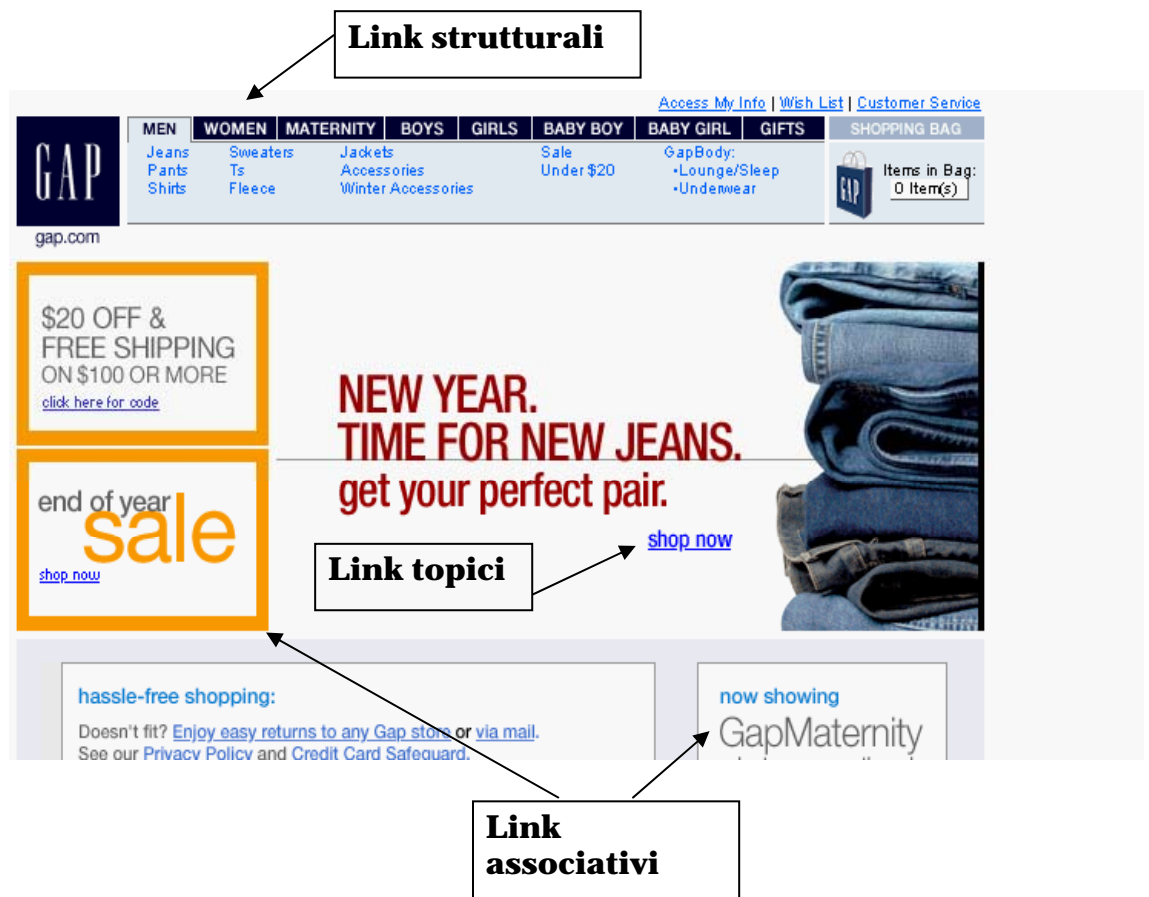 Link strutturali
Access My Info | Wish List | Customer Service
MEN WOMEN MATERNITY BOYS GIRLS BABY BOY BABY GIRL GIFTS SHOPPING BAG
GAP
Jeans Sweaters Jackets Sale GapBody:
Pants Ts Accessories Under $20 •Lounge/Sleep
Shirts Fleece Winter Accessories •Underwear
GAP
Items in Bag:
0 Item(s)
gap.com
$20 OFF &
FREE SHIPPING
ON $100 OR MORE
click here for code
NEW YEAR.
TIME FOR NEW JEANS.
get your perfect pair.
shop now
end of year
sale
shop now
Link topici
hassle-free shopping:
Doesn't fit? Enjoy easy returns to any Gap store or via mail.
See our Privacy Policy and Credit Card Safeguard.
now showing
GapMaternity
Link
associativi